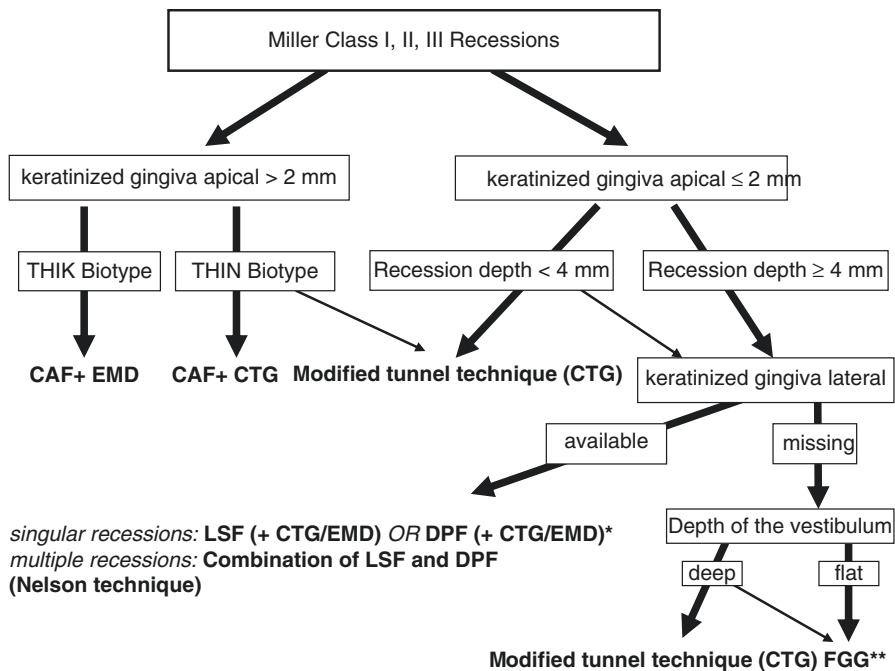 Miller Class I, II, III Recessions
keratinized gingiva apical > 2 mm
keratinized gingiva apical ≤ 2 mm
THIK Biotype
THIN Biotype
Recession depth < 4 mm
Recession depth ≥ 4 mm
CAF+ EMD
CAF+ CTG
Modified tunnel technique (CTG)
keratinized gingiva lateral
available
missing
singular recessions: LSF (+ CTG/EMD) OR DPF (+ CTG/EMD)*
multiple recessions: Combination of LSF and DPF
(Nelson technique)
Depth of the vestibulum
deep
flat
Modified tunnel technique (CTG) FGG**